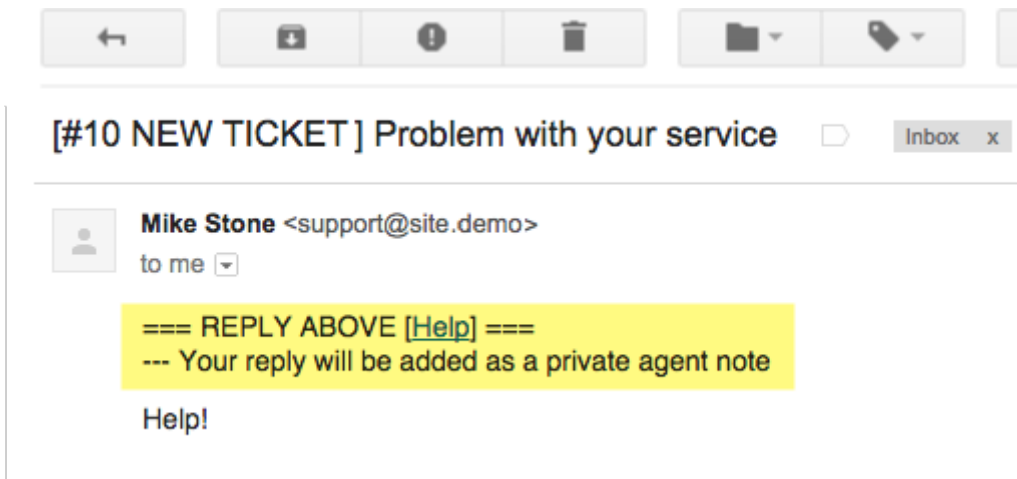 [#10 NEW TICKET ] Problem with your service
Inbox x
Mike Stone <support@site.demo>
to me
=== REPLY ABOVE [Help] ===
--- Your reply will be added as a private agent note
Help!